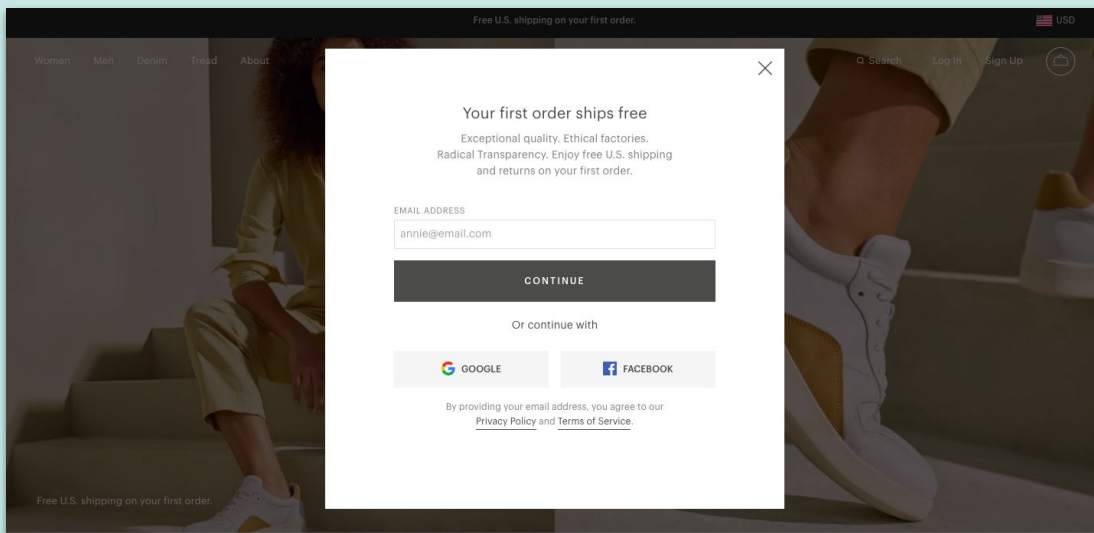 Free U.S. shipping on your first order.
USD
Women Men Denim Tread About
Search Log In Sign Up
Your first order ships free
Exceptional quality. Ethical factories.
Radical Transparency. Enjoy free U.S. shipping
and returns on your first order.
EMAIL ADDRESS
annie@email.com
CONTINUE
Or continue with
GOOGLE FACEBOOK
By providing your email address, you agree to our
Privacy Policy and Terms of Service.
Free U.S. shipping on your first order.